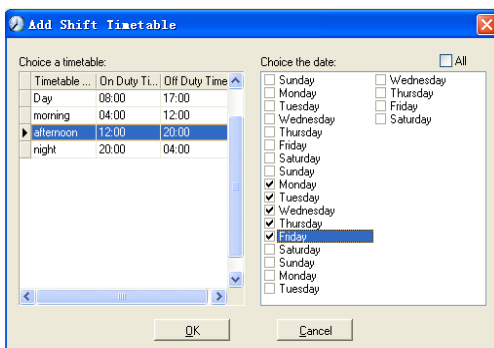 Add Shift Timetable
Choice a timetable:
Timetable ... On Duty Ti... Off Duty Time
Day 08:00 17:00
morning 04:00 12:00
afternoon 12:00 20:00
night 20:00 04:00
Choice the date:
All
Sunday
Monday
Tuesday
Wednesday
Thursday
Friday
Saturday
Sunday
Monday
Tuesday
Wednesday
Thursday
Friday
Saturday
Sunday
Monday
Tuesday
Wednesday
Thursday
Friday
Saturday
OK
Cancel